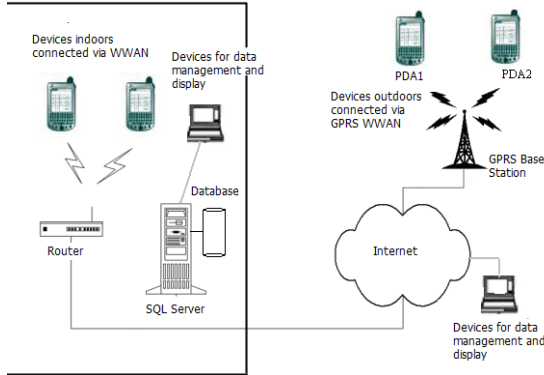 Devices indoors
connected via WWAN
Devices for data
management and
display
Database
Router
SQL Server
PDA1
PDA2
Devices outdoors
connected via
GPRS WWAN
GPRS Base
Station
Internet
Devices for data
management and
display